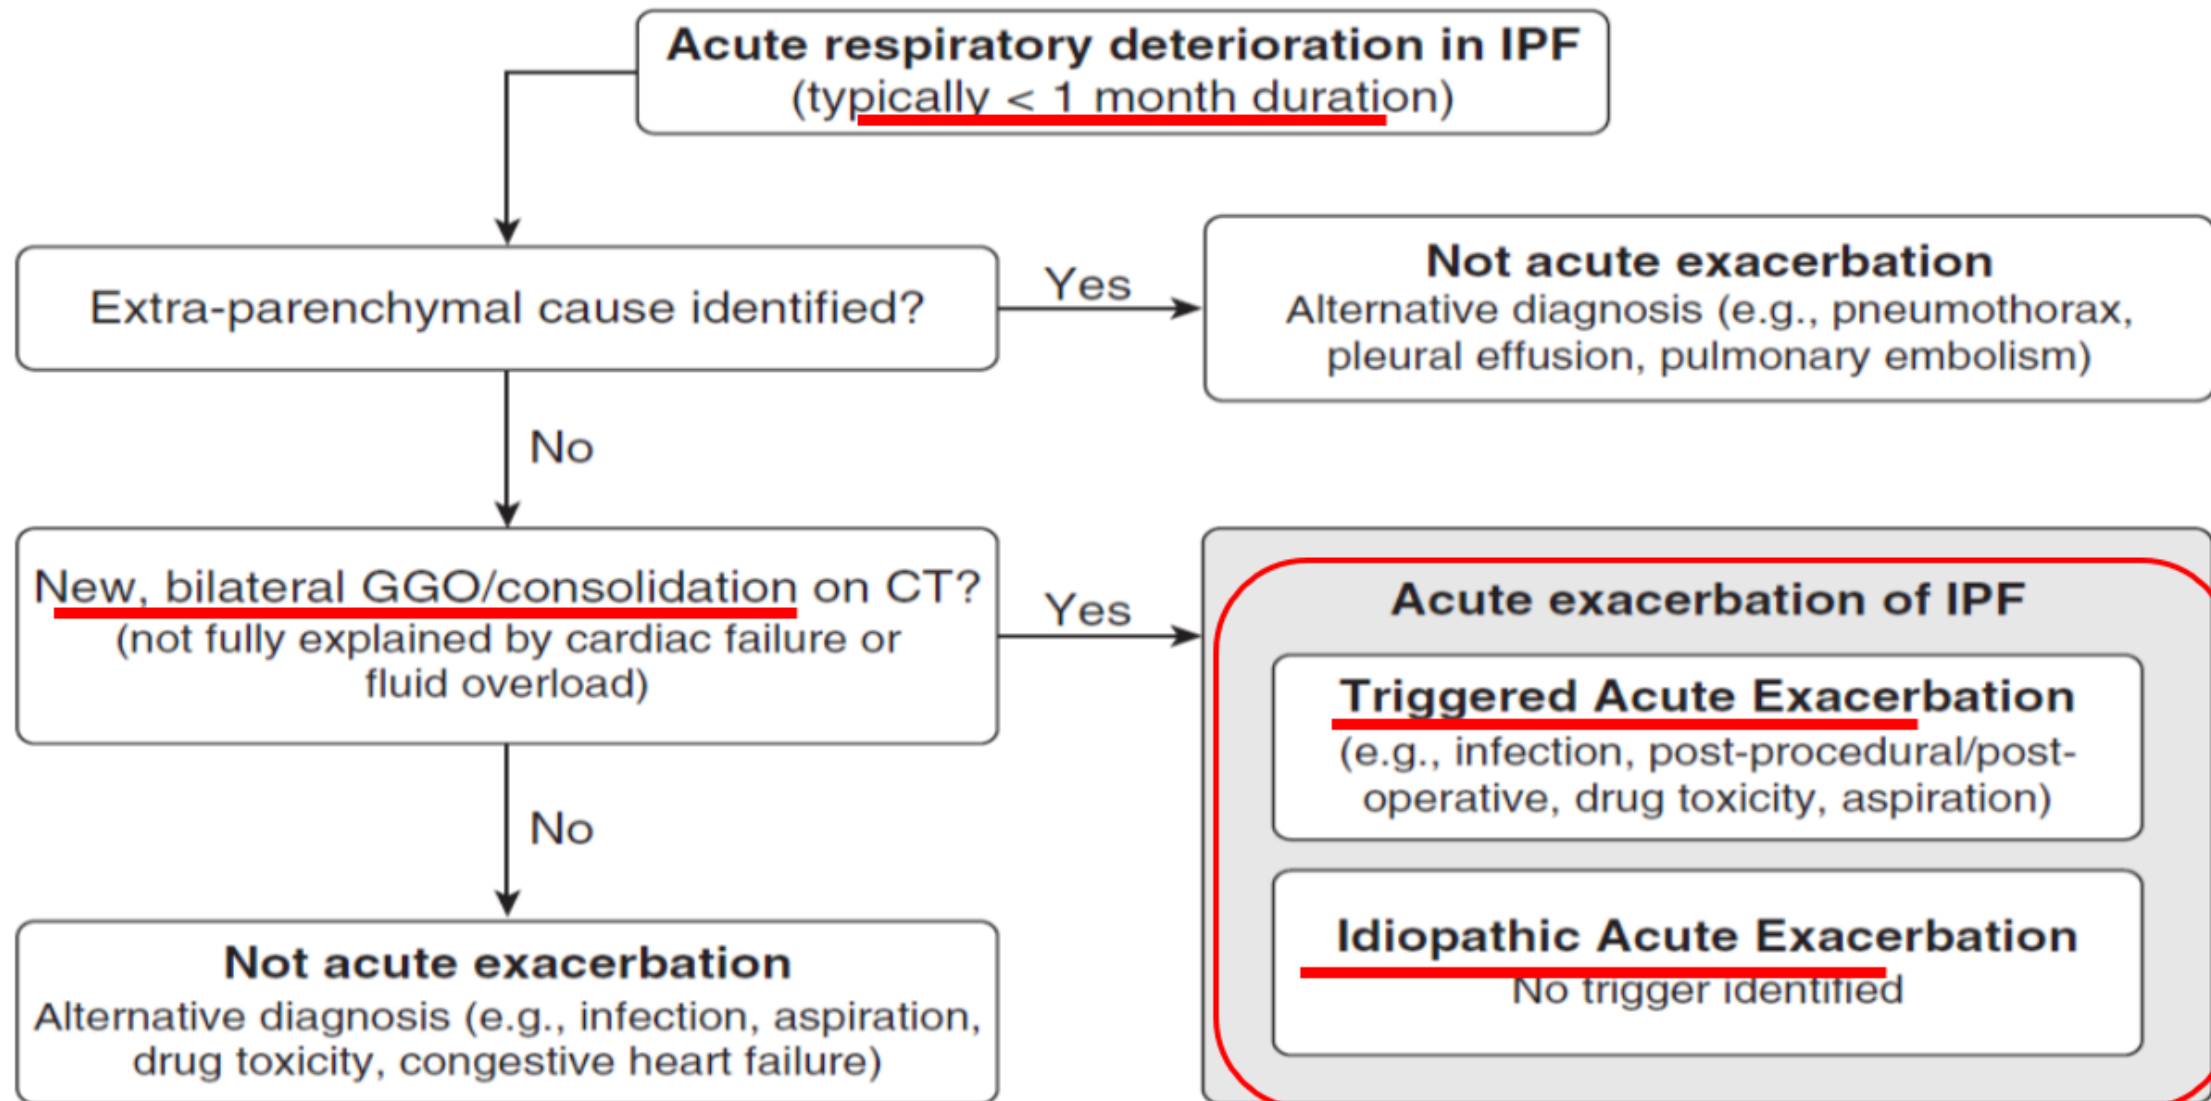 Acute respiratory deterioration in IPF
(typically < 1 month duration)
Extra-parenchymal cause identified?
Yes
Not acute exacerbation
Alternative diagnosis (e.g., pneumothorax,
pleural effusion, pulmonary embolism)
No
New, bilateral GGO/consolidation on CT?
(not fully explained by cardiac failure or
fluid overload)
Yes
Acute exacerbation of IPF
Triggered Acute Exacerbation
(e.g., infection, post-procedural/post-
operative, drug toxicity, aspiration)
Idiopathic Acute Exacerbation
No trigger identified
No
Not acute exacerbation
Alternative diagnosis (e.g., infection, aspiration,
drug toxicity, congestive heart failure)